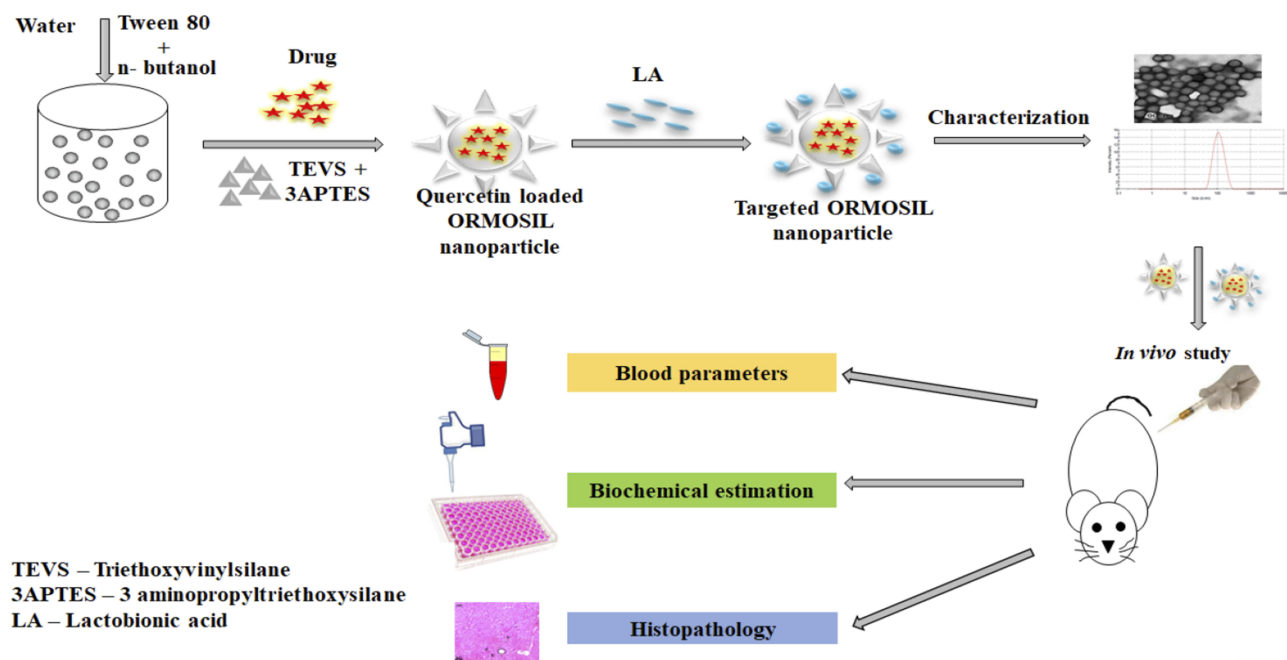 Water
Tween 80
+
n- butanol
Drug
TEVS +
3APTES
Quercetin loaded
ORMOSIL
nanoparticle
LA
Targeted ORMOSIL
nanoparticle
Characterization
In vivo study
Blood parameters
Biochemical estimation
Histopathology
TEVS – Triethoxyvinylsilane
3APTES – 3 aminopropyltriethoxysilane
LA – Lactobionic acid